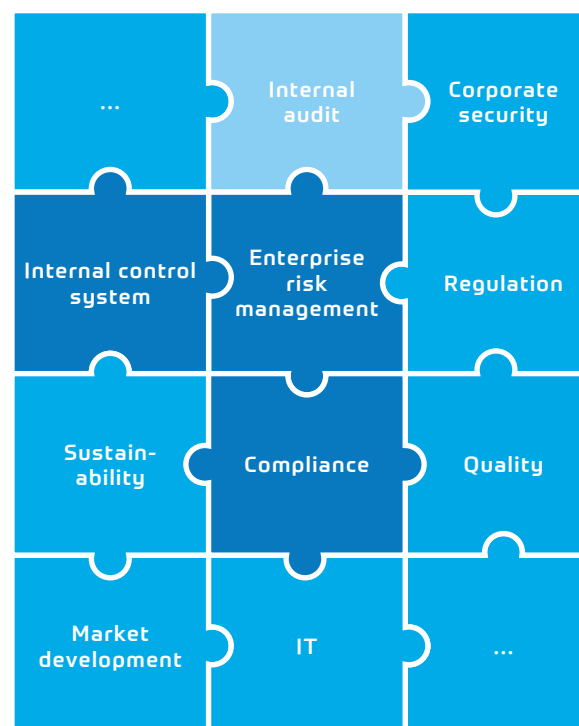 ...
Internal
audit
Corporate
security
Internal control
system
Enterprise
risk
management
Regulation
Sustain-
ability
Compliance
Quality
Market
development
IT
...